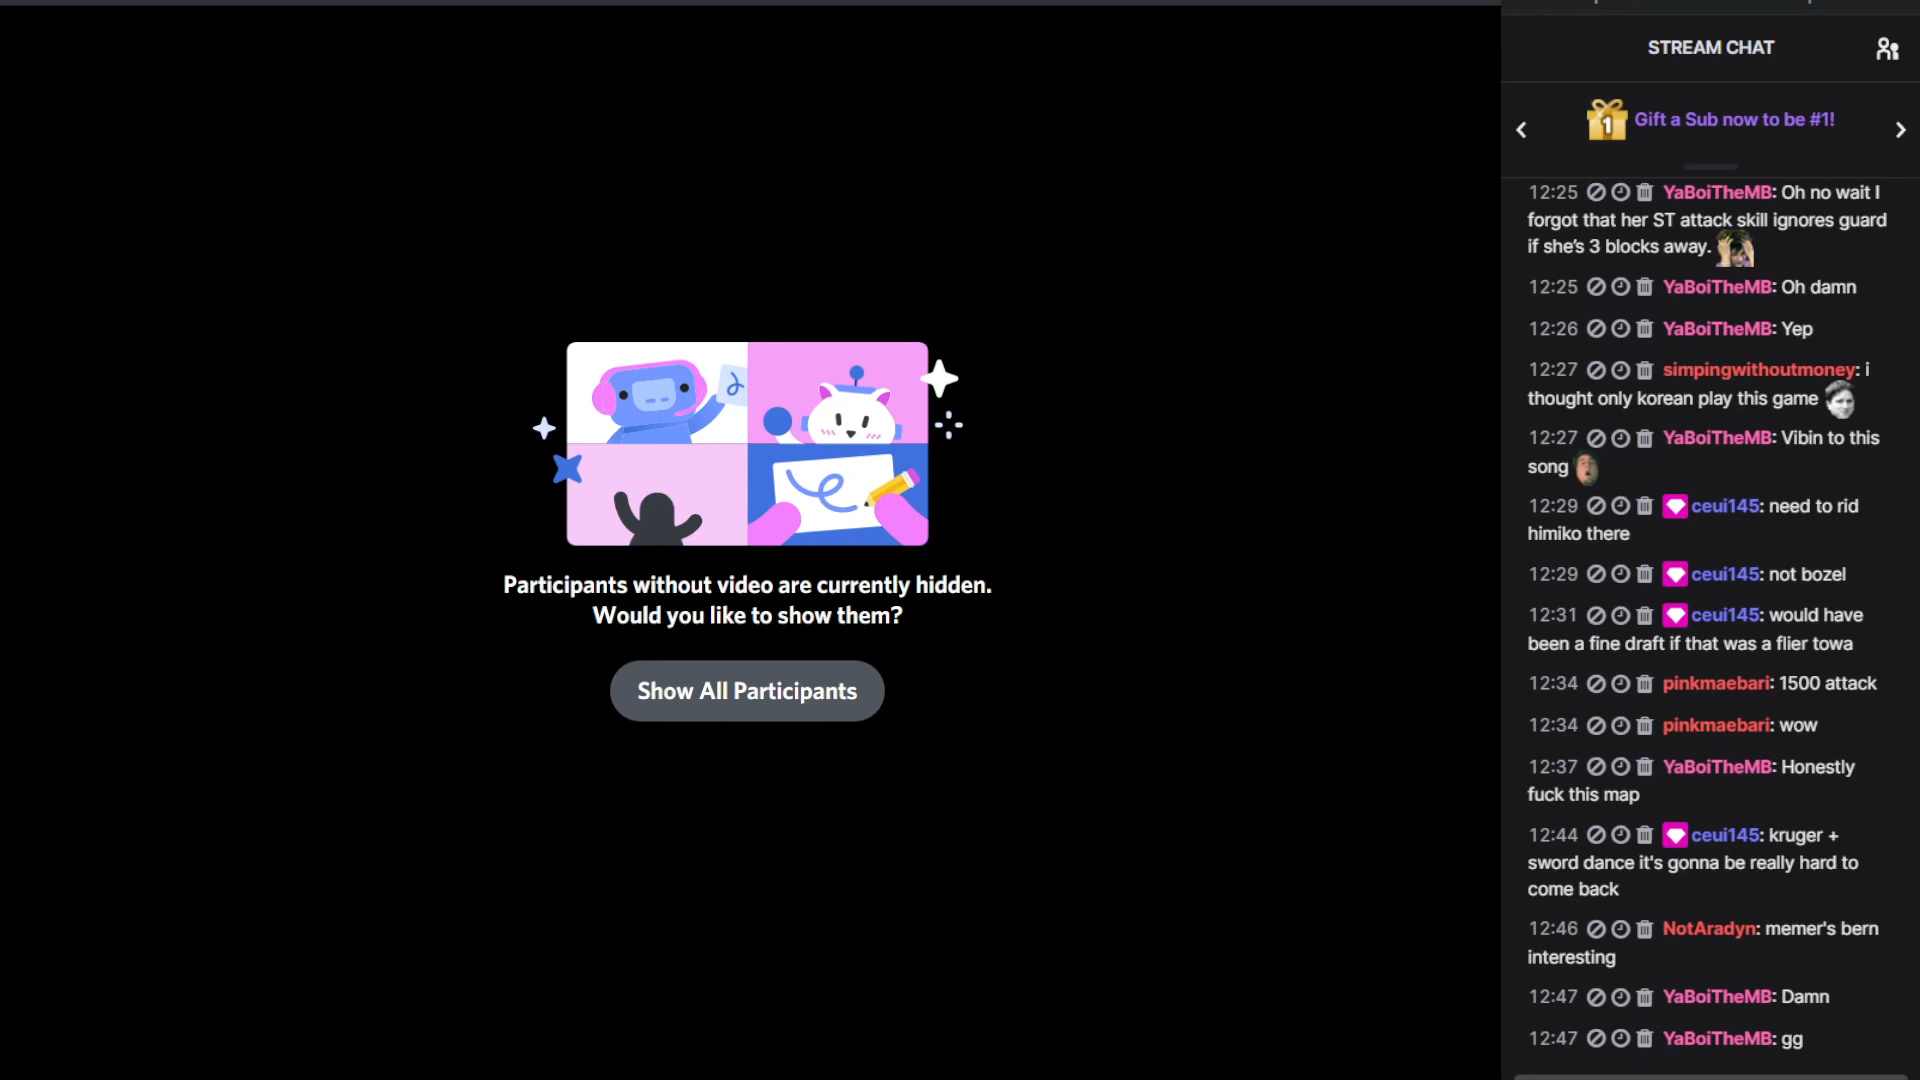 STREAM CHAT
1
Gift a Sub now to be #1!
12:25 YaBoiTheMB: Oh no wait I
forgot that her ST attack skill ignores guard
if she's 3 blocks away.
12:25 YaBoiTheMB: Oh damn
12:26 YaBoiTheMB: Yep
12:27 simpingwithoutmoney: i
thought only korean play this game
12:27 YaBoiTheMB: Vibin to this
song
12:29 ceui145: need to rid
himiko there
12:29 ceui145: not bozel
12:31 ceui145: would have
been a fine draft if that was a flier towa
12:34 pinkmaebari: 1500 attack
12:34 pinkmaebari: wow
12:37 YaBoiTheMB: Honestly
fuck this map
12:44 ceui145: kruger +
sword dance it's gonna be really hard to
come back
12:46 NotAradyn: memer's bern
interesting
12:47 YaBoiTheMB: Damn
12:47 YaBoiTheMB: gg
Participants without video are currently hidden.
Would you like to show them?
Show All Participants